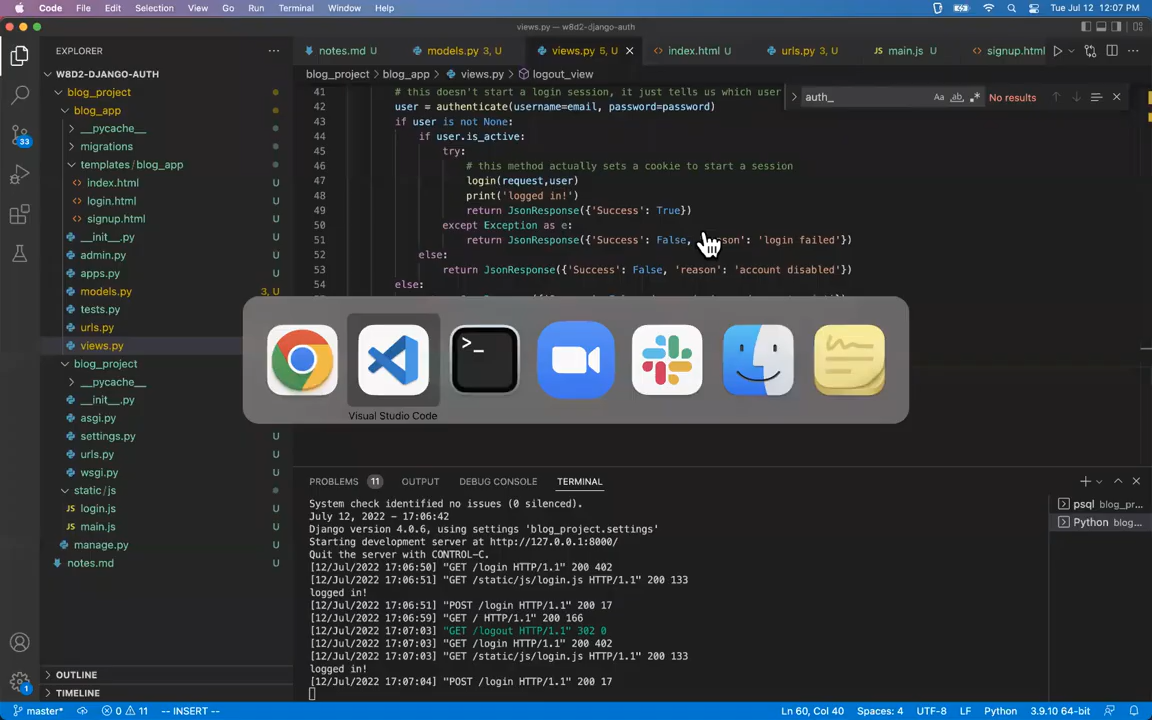 Code File Edit Selection View Go Run Terminal Window Help Tue Jul 12 12:07 PM
views.py — w8d2-django-auth
EXPLORER
notes.md U
models.py 3, U
views.py 5, U
index.html U
urls.py 3, U
main.js U
signup.html
W8D2-DJANGO-AUTH
blog_project > blog_app > views.py > logout_view
blog_project
blog_app
__pycache__
migrations
templates/blog_app
index.html U
login.html U
signup.html U
__init__.py U
admin.py U
apps.py U
models.py 3, U
tests.py U
urls.py U
views.py
blog_project
__pycache__
__init__.py
asgi.py
settings.py U
urls.py U
wsgi.py U
static/js
login.js U
main.js U
manage.py U
notes.md U
OUTLINE
TIMELINE
33
1
auth_
Aa ab .*
No results
41 # this doesn't start a login session, it just tells us which user
42 user = authenticate(username=email, password=password)
43 if user is not None:
44 if user.is_active:
45 try:
46 # this method actually sets a cookie to start a session
47 login(request,user)
48 print('logged in!')
49 return JsonResponse({'Success': True})
50 except Exception as e:
51 return JsonResponse({'Success': False, 'login failed'})
52 else:
53 return JsonResponse({'Success': False, 'reason': 'account disabled'})
54 else:
Visual Studio Code
PROBLEMS 11 OUTPUT DEBUG CONSOLE TERMINAL
System check identified no issues (0 silenced).
July 12, 2022 - 17:06:42
Django version 4.0.6, using settings 'blog_project.settings'
Starting development server at http://127.0.0.1:8000/
Quit the server with CONTROL-C.
[12/Jul/2022 17:06:50] "GET /login HTTP/1.1" 200 402
[12/Jul/2022 17:06:51] "GET /static/js/login.js HTTP/1.1" 200 133
logged in!
[12/Jul/2022 17:06:51] "POST /login HTTP/1.1" 200 17
[12/Jul/2022 17:06:59] "GET / HTTP/1.1" 200 166
[12/Jul/2022 17:07:03] "GET /logout HTTP/1.1" 302 0
[12/Jul/2022 17:07:03] "GET /login HTTP/1.1" 200 402
[12/Jul/2022 17:07:03] "GET /static/js/login.js HTTP/1.1" 200 133
logged in!
[12/Jul/2022 17:07:04] "POST /login HTTP/1.1" 200 17
psql blog_pr...
Python blog...
master* 0 11 -- INSERT -- Ln 60, Col 40 Spaces: 4 UTF-8 LF Python 3.9.10 64-bit